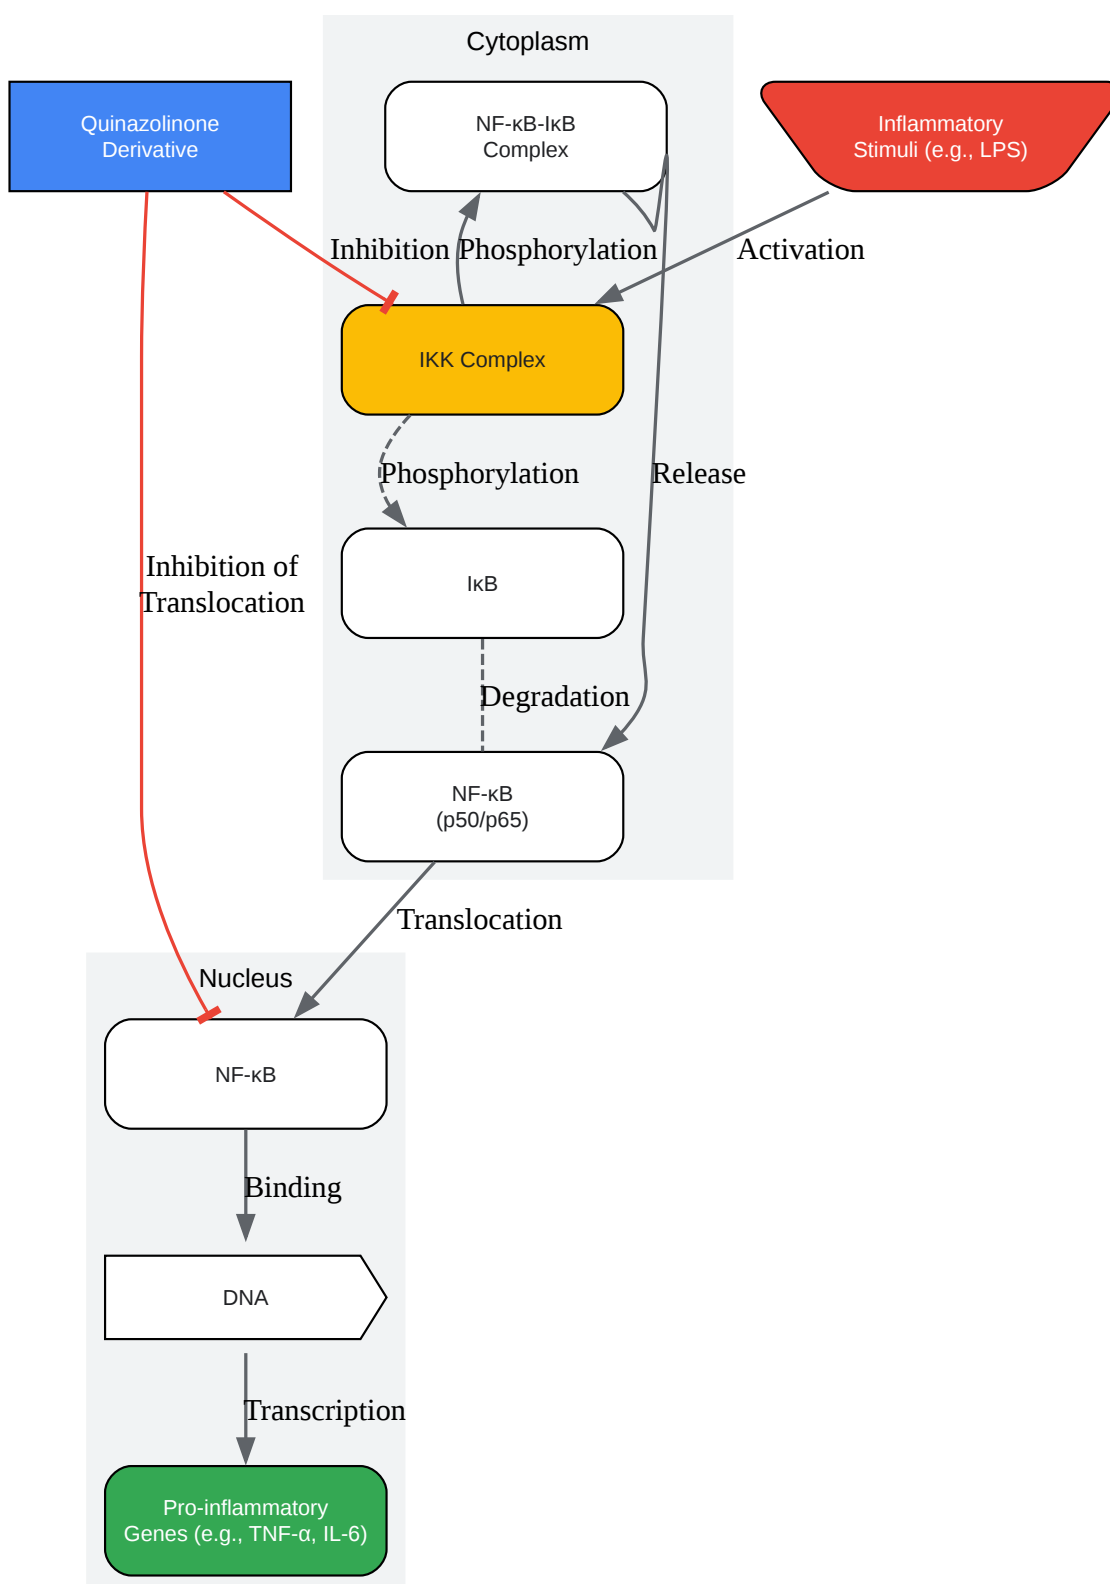 Cytoplasm
Quinazolinone
Derivative
NF-κB-IκB
Complex
Inflammatory
Stimuli (e.g., LPS)
Inhibition
Phosphorylation
Activation
IKK Complex
Phosphorylation
Release
Inhibition of
Translocation
IκB
Degradation
NF-κB
(p50/p65)
Translocation
Nucleus
NF-κB
Binding
DNA
Transcription
Pro-inflammatory
Genes (e.g., TNF-α, IL-6)